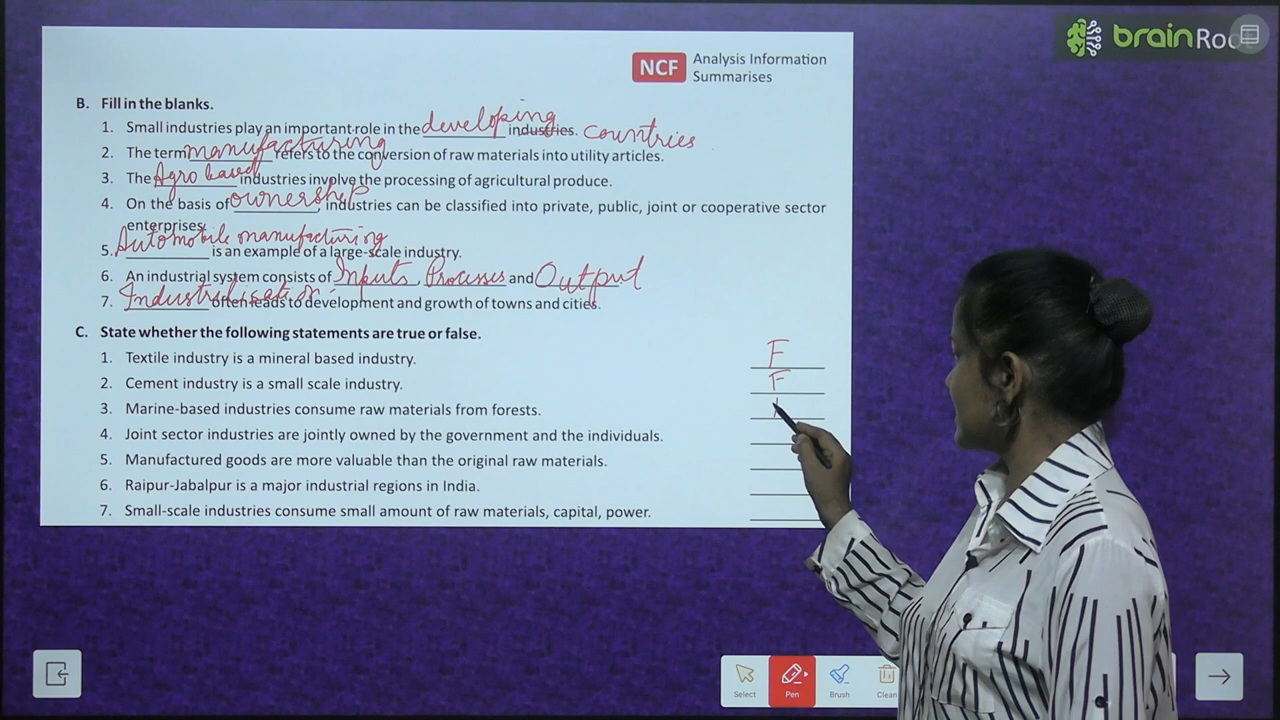 brainRoo
NCF Analysis Information
Summarises
B. Fill in the blanks.
1. Small industries play an important role in the developing industries. countries
2. The term manufacturing refers to the conversion of raw materials into utility articles.
3. The Agro based industries involve the processing of agricultural produce.
4. On the basis of ownership, industries can be classified into private, public, joint or cooperative sector
enterprises.
5. Automobile manufacturing is an example of a large-scale industry.
6. An industrial system consists of Inputs, Processes and Output
7. Industrialisation often leads to development and growth of towns and cities.
C. State whether the following statements are true or false.
1. Textile industry is a mineral based industry. F
2. Cement industry is a small scale industry. F
3. Marine-based industries consume raw materials from forests.
4. Joint sector industries are jointly owned by the government and the individuals.
5. Manufactured goods are more valuable than the original raw materials.
6. Raipur-Jabalpur is a major industrial regions in India.
7. Small-scale industries consume small amount of raw materials, capital, power.
Select Pen Brush Clean